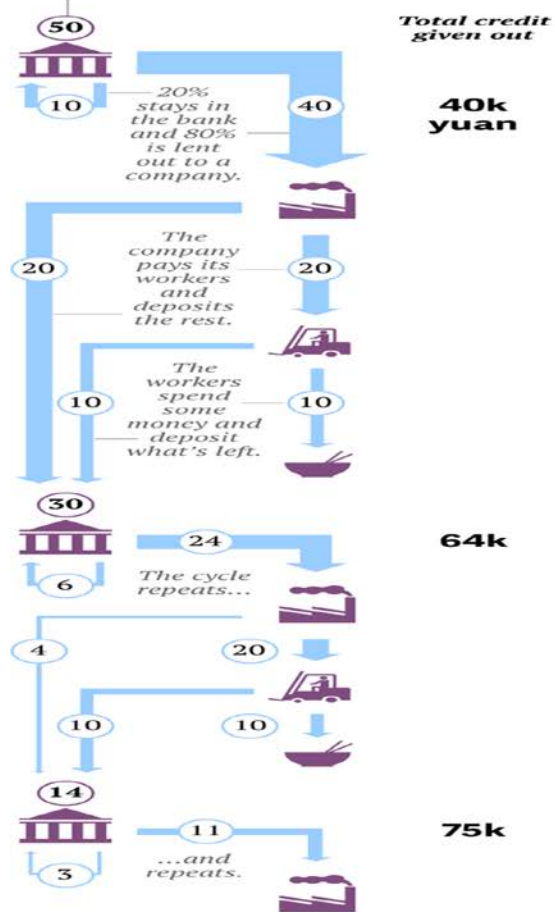 50
Total credit
given out
10
20%
stays in
the bank
and 80%
is lent
out to a
company.
40
40k
yuan
20
The
company
pays its
workers
and
deposits
the rest.
20
10
The
workers
spend
some
money and
deposit
what's left.
10
30
24
64k
6
The cycle
repeats...
4
20
10
10
14
11
75k
3
...and
repeats.